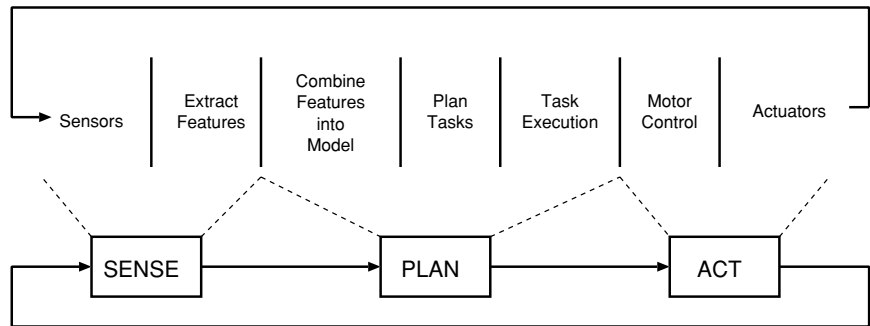 Sensors
Extract
Features
Combine
Features
into
Model
Plan
Tasks
Task
Execution
Motor
Control
Actuators
SENSE
PLAN
ACT